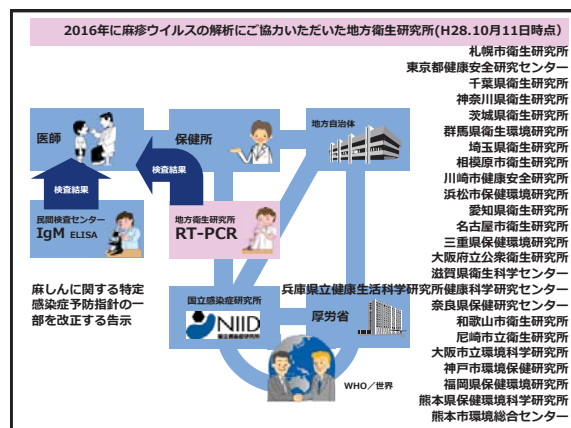 2016年に麻疹ウイルスの解析にご協力いただいた地方衛生研究所(H28.10月11日時点）
札幌市衛生研究所
東京都健康安全研究センター
千葉県衛生研究所
神奈川県衛生研究所
茨城県衛生研究所
群馬県衛生環境研究所
埼玉県衛生研究所
相模原市衛生研究所
川崎市健康安全研究所
浜松市保健環境研究所
愛知県衛生研究所
名古屋市衛生研究所
三重県保健環境研究所
大阪府立公衆衛生研究所
滋賀県衛生科学センター
兵庫県立健康生活科学研究所健康科学研究センター
奈良県保健研究センター
和歌山市衛生研究所
尼崎市立衛生研究所
大阪市立環境科学研究所
神戸市環境保健研究所
福岡県保健環境研究所
熊本県保健環境科学研究所
熊本市環境総合センター
医師
保健所
地方自治体
検査結果
検査結果
民間検査センター
IgM ELISA
地方衛生研究所
RT-PCR
麻しんに関する特定
感染症予防指針の一
部を改正する告示
国立感染症研究所
NIID
国立感染症研究所
厚労省
WHO／世界